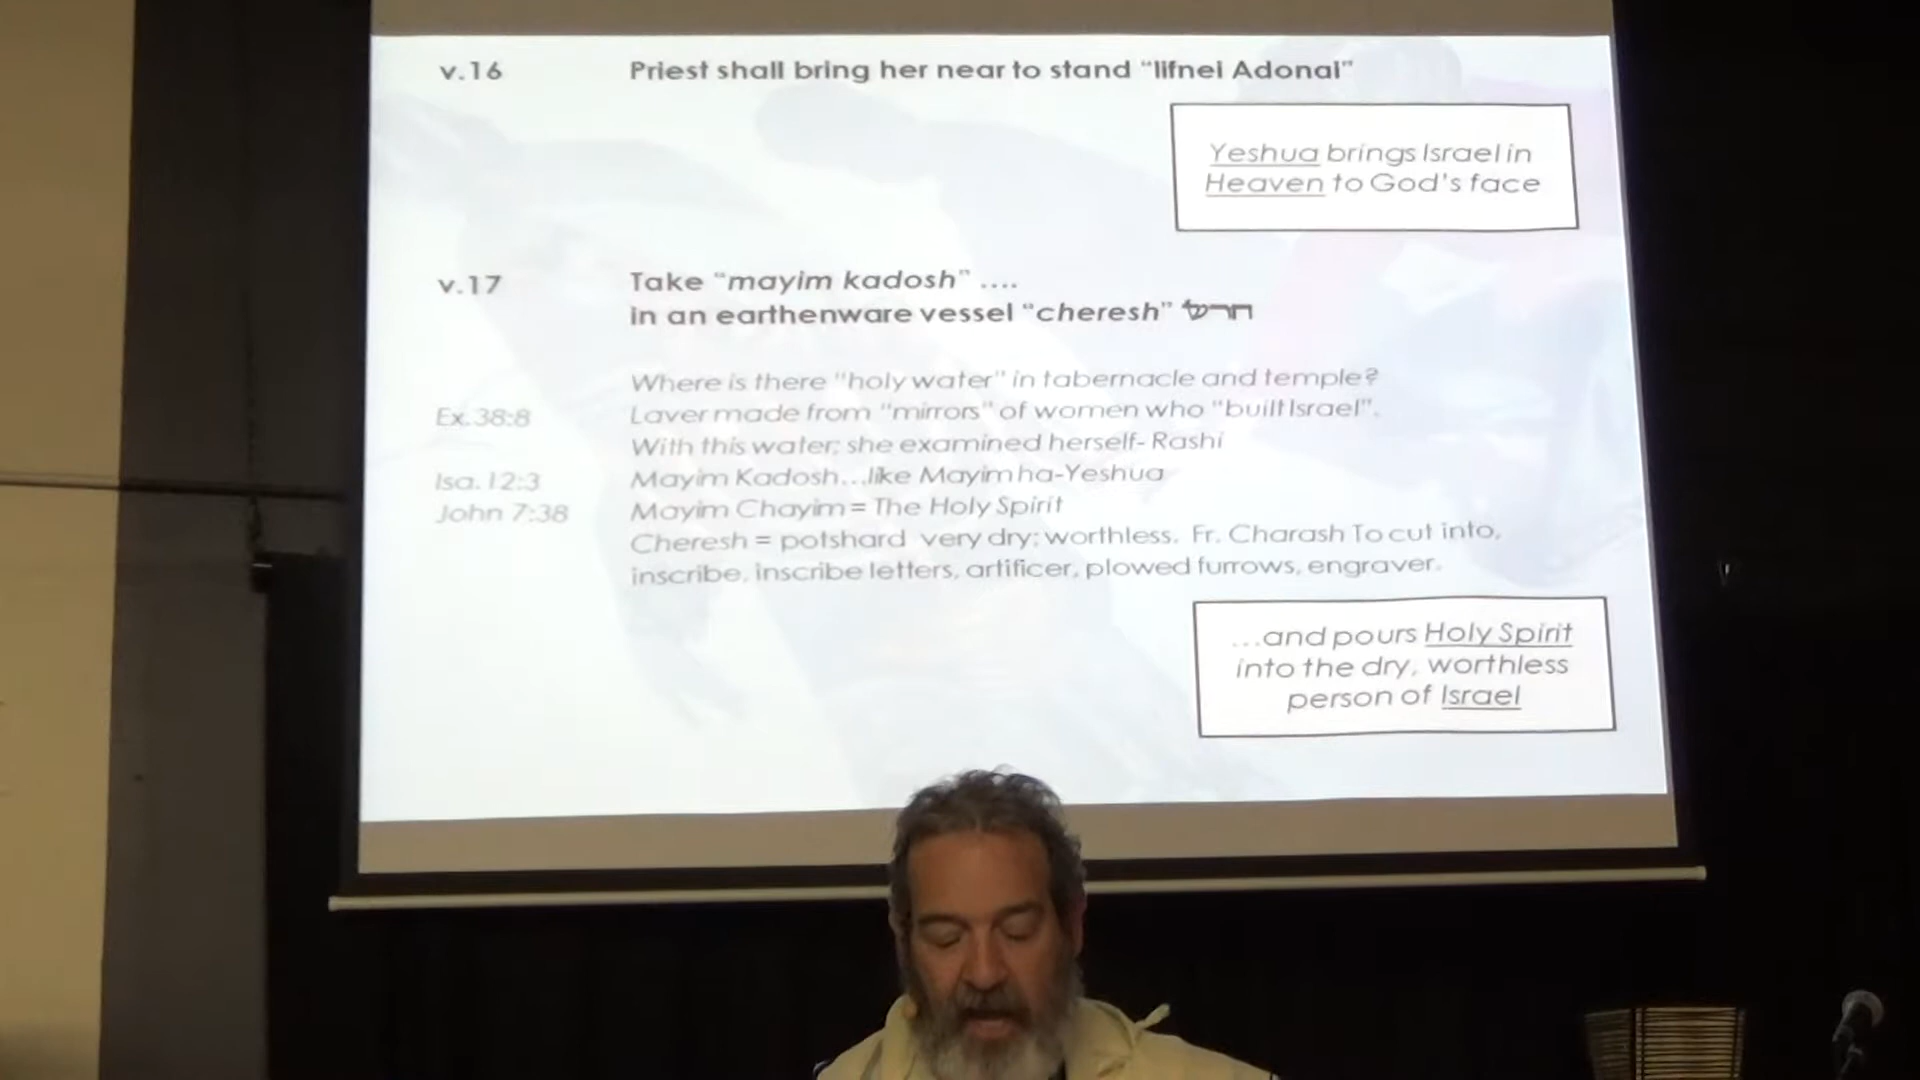 v.16 Priest shall bring her near to stand “lifnei Adonai”
Yeshua brings Israel in
Heaven to God's face
v.17 Take “mayim kadosh” ....
in an earthenware vessel “cheresh” חרש
Where is there “holy water” in tabernacle and temple?
Ex.38:8 Laver made from “mirrors” of women who “built Israel”.
With this water; she examined herself- Rashi
Isa. 12:3 Mayim Kadosh...like Mayim ha-Yeshua
John 7:38 Mayim Chayim = The Holy Spirit
Cheresh = potshard very dry; worthless. Fr. Charash To cut into,
inscribe, inscribe letters, artificer, plowed furrows, engraver.
...and pours Holy Spirit
into the dry, worthless
person of Israel